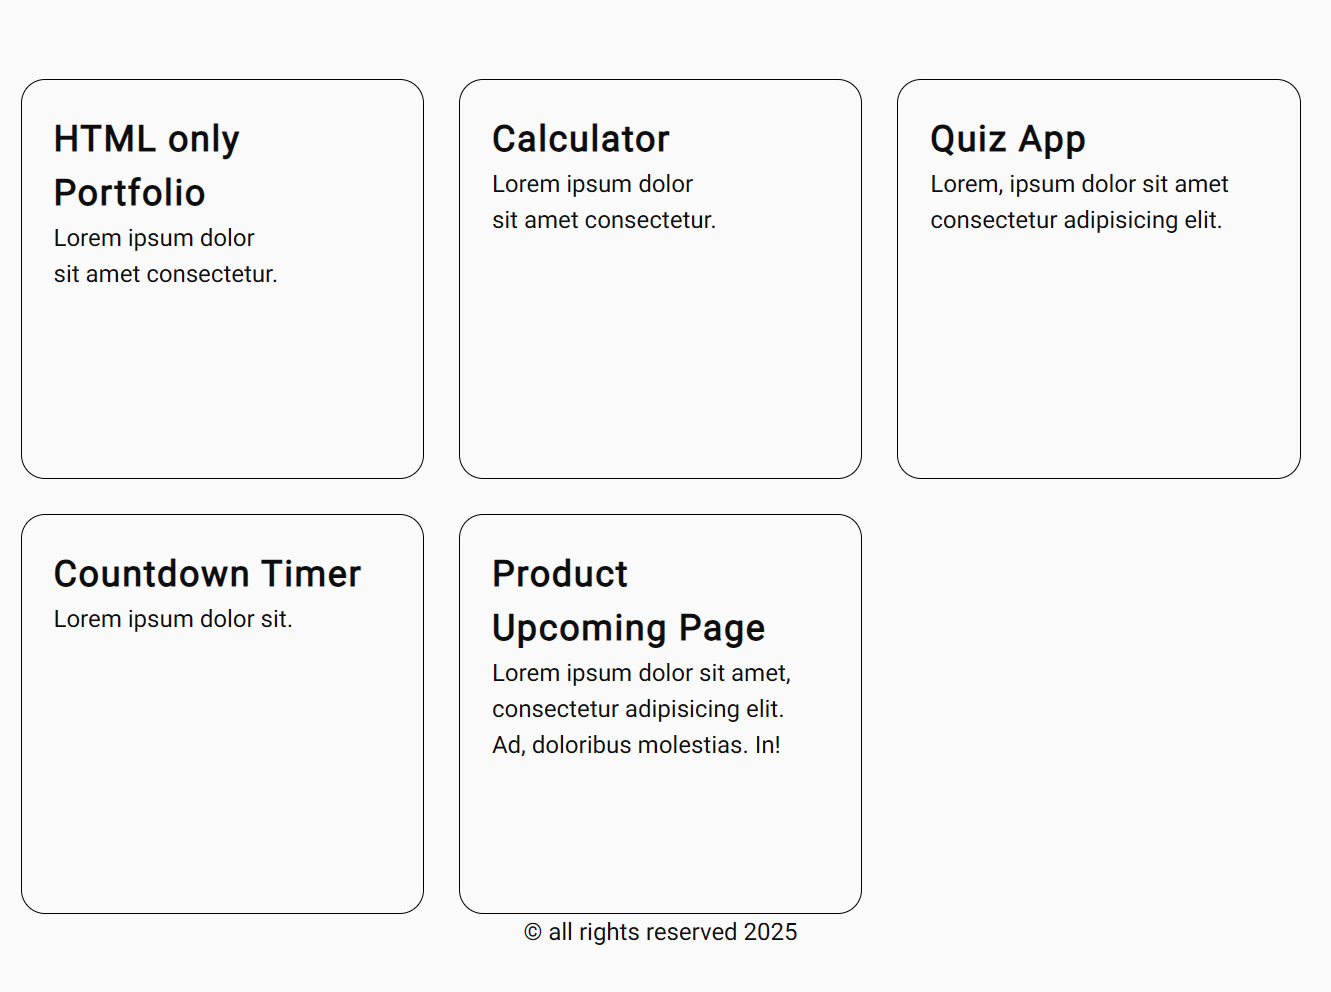 HTML only
Portfolio
Lorem ipsum dolor
sit amet consectetur.
Calculator
Lorem ipsum dolor
sit amet consectetur.
Quiz App
Lorem, ipsum dolor sit amet
consectetur adipisicing elit.
Countdown Timer
Lorem ipsum dolor sit.
Product
Upcoming Page
Lorem ipsum dolor sit amet,
consectetur adipisicing elit.
Ad, doloribus molestias. In!
© all rights reserved 2025